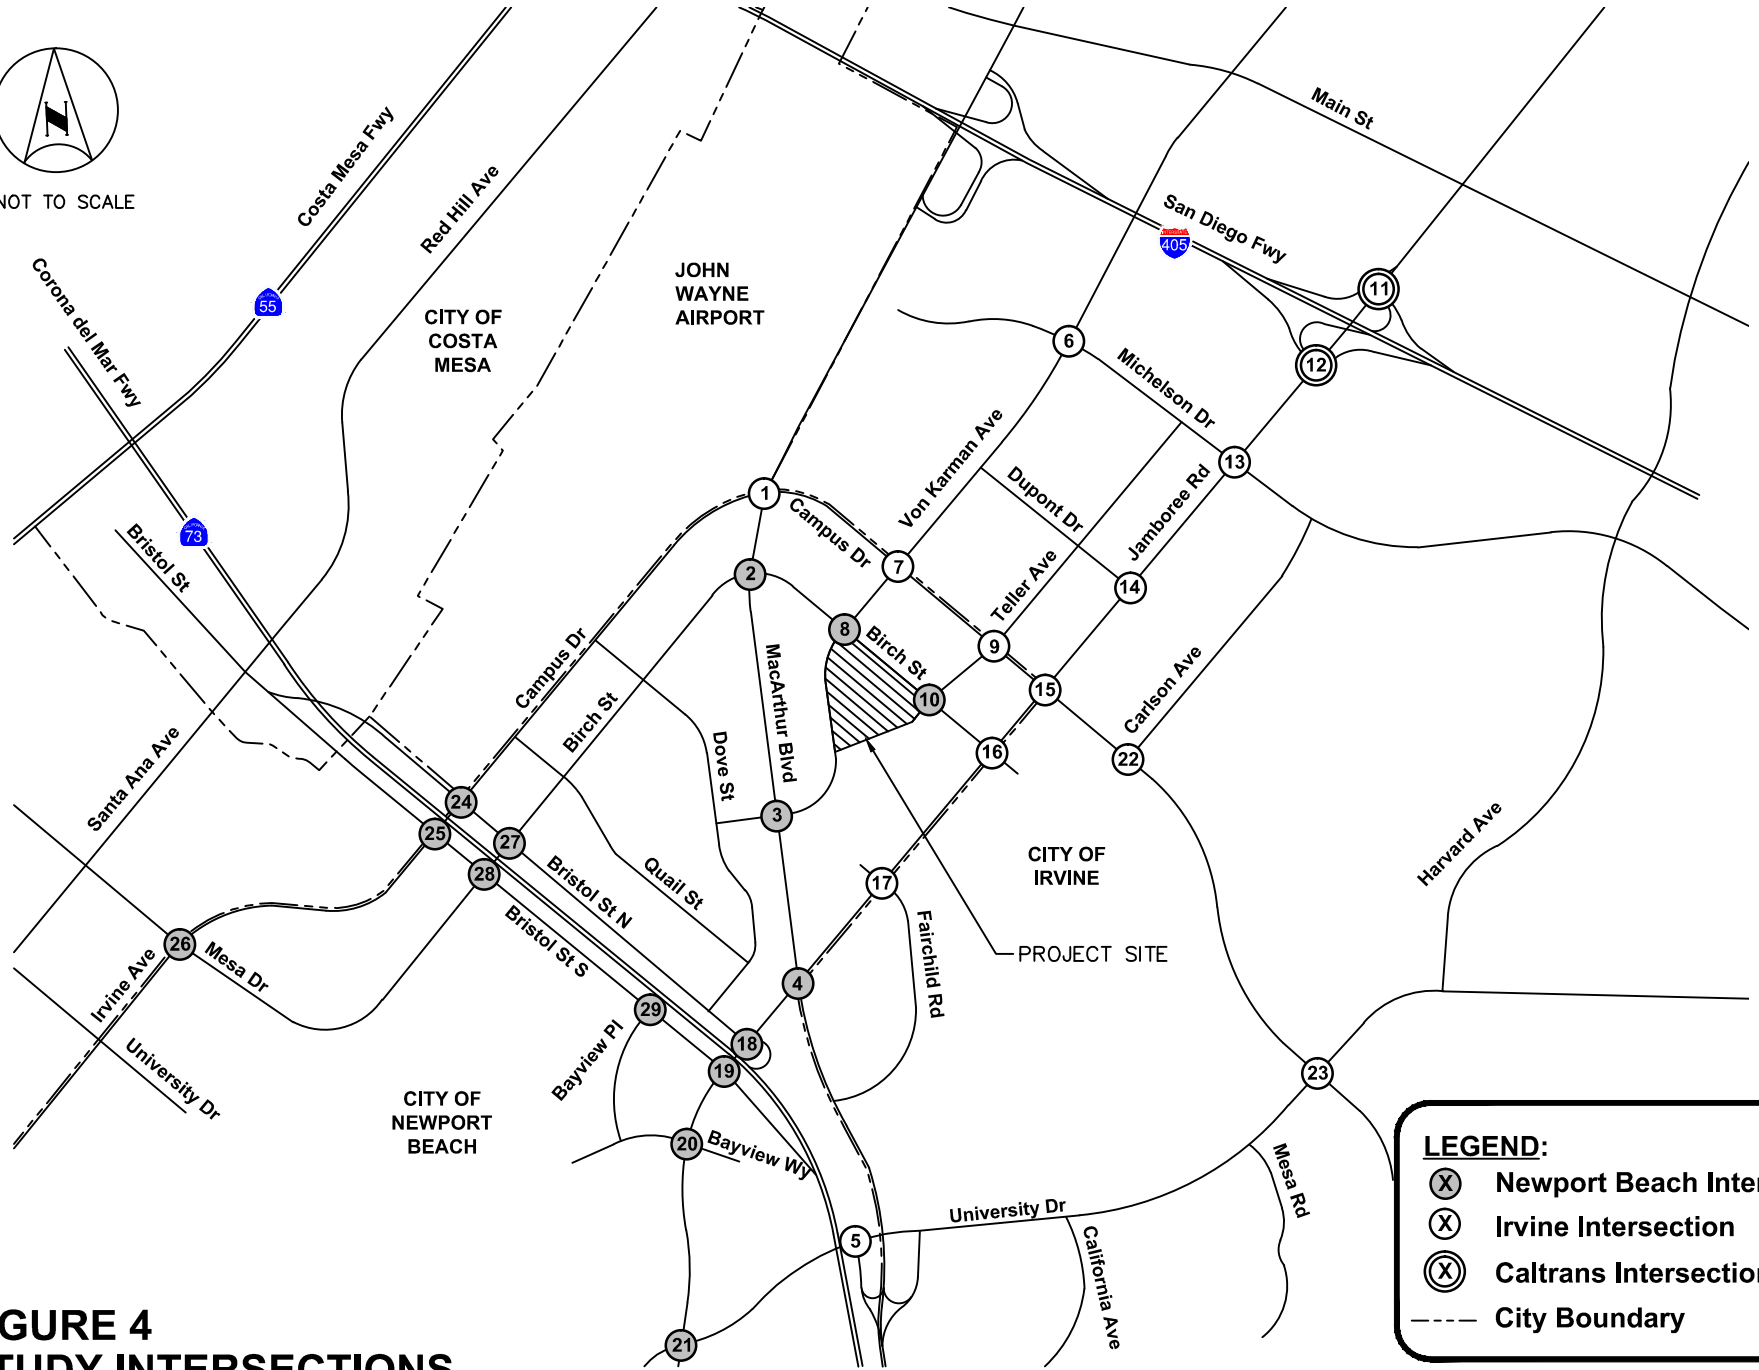 NOT TO SCALE
N
Costa Mesa Fwy
Red Hill Ave
Main St
San Diego Fwy
405
Corona del Mar Fwy
55
JOHN
WAYNE
AIRPORT
CITY OF
COSTA
MESA
11
12
6
Michelson Dr
Von Karman Ave
13
1
Campus Dr
Dupont Dr
Jamboree Rd
73
Bristol St
7
2
Teller Ave
14
8
Birch St
9
Campus Dr
MacArthur Blvd
10
15
Carlson Ave
Birch St
Dove St
16
22
Santa Ana Ave
24
25
27
3
28
Bristol St N
Quail St
17
CITY OF
IRVINE
Harvard Ave
Bristol St S
Fairchild Rd
26
Mesa Dr
PROJECT SITE
Irvine Ave
4
29
18
University Dr
Bayview Pl
19
23
CITY OF
NEWPORT
BEACH
20
Bayview Wy
Mesa Rd
University Dr
5
California Ave
21
LEGEND:
X Newport Beach Inter
X Irvine Intersection
X Caltrans Intersection
City Boundary
GURE 4
TUDY INTERSECTIONS